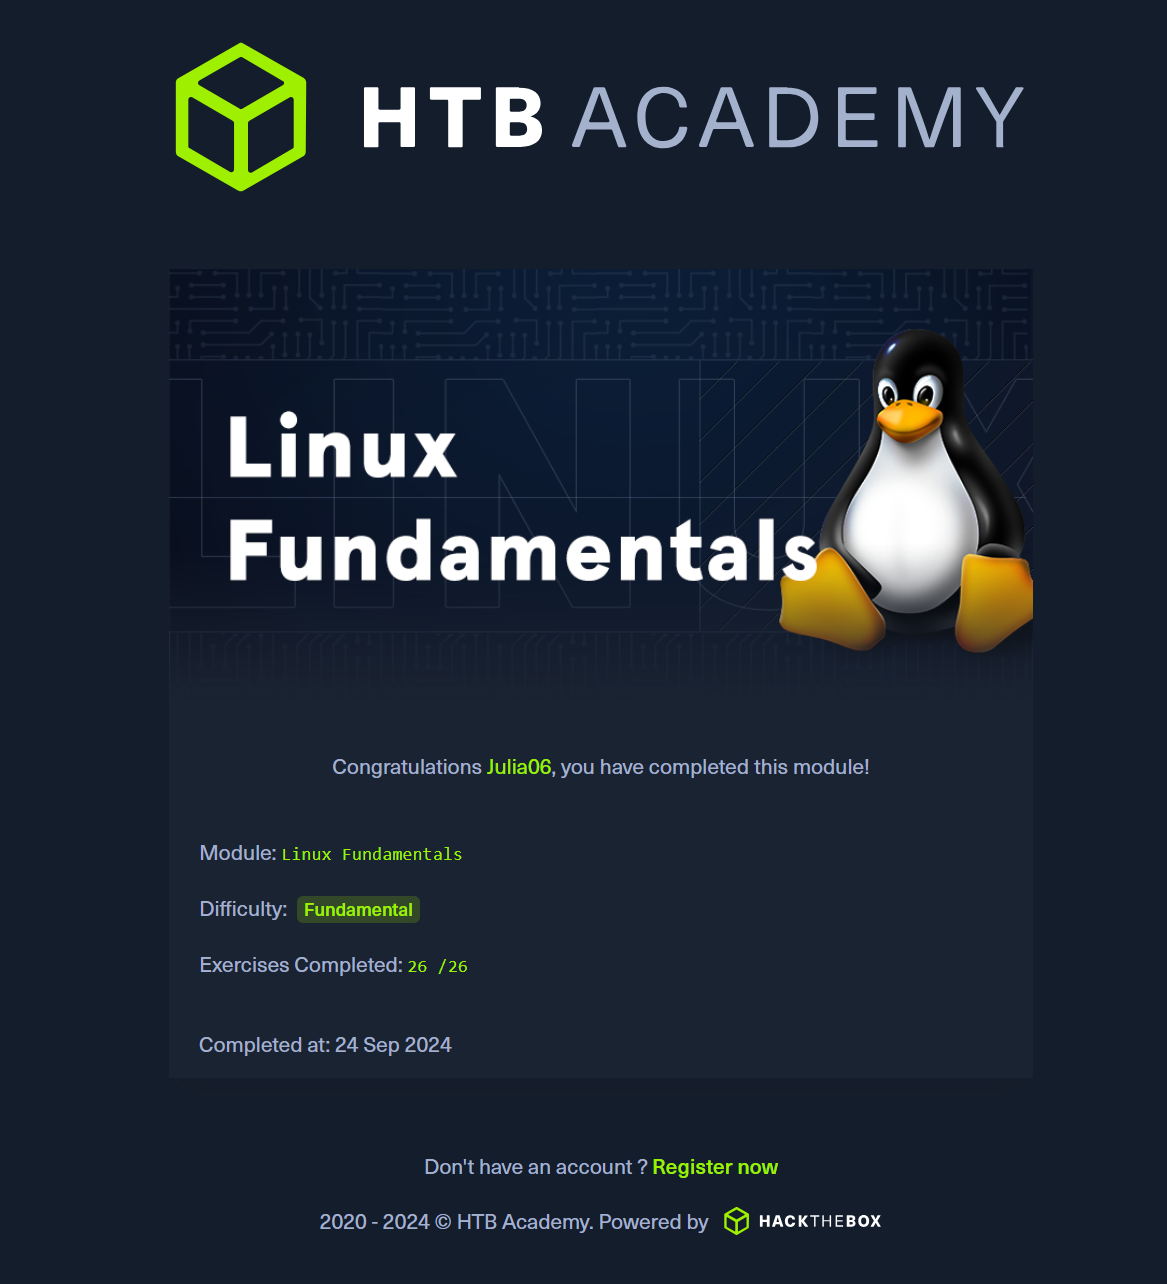 HTB ACADEMY
LINUX
Linux
Fundamentals
Congratulations Julia06, you have completed this module!
Module: Linux Fundamentals
Difficulty: Fundamental
Exercises Completed: 26 /26
Completed at: 24 Sep 2024
Don't have an account ? Register now
2020 - 2024 © HTB Academy. Powered by HACKTHEBOX